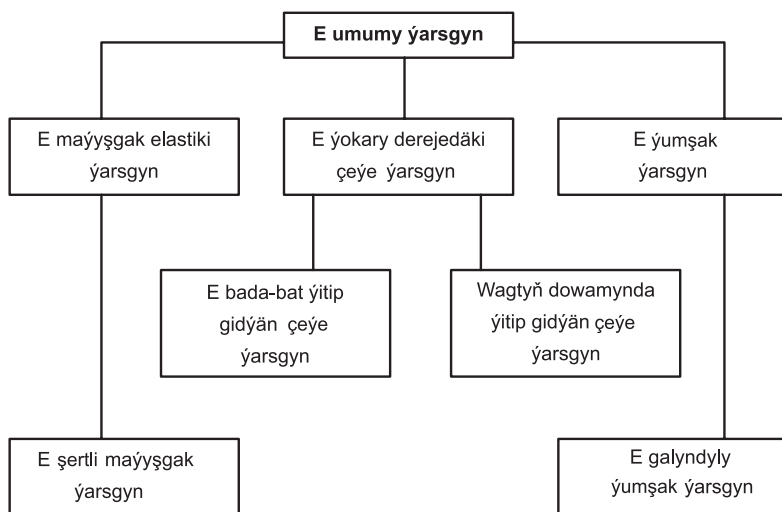 E umumy ýarsgyn
E maýyşgak elastiki
ýarsgyn
E ýokary derejedäki
çeýe ýarsgyn
E ýumşak
ýarsgyn
E bada-bat ýitip
gidýän çeýe
ýarsgyn
Wagtyň dowamynda
ýitip gidýän çeýe
ýarsgyn
E şertli maýyşgak
ýarsgyn
E galyndyly
ýumşak ýarsgyn